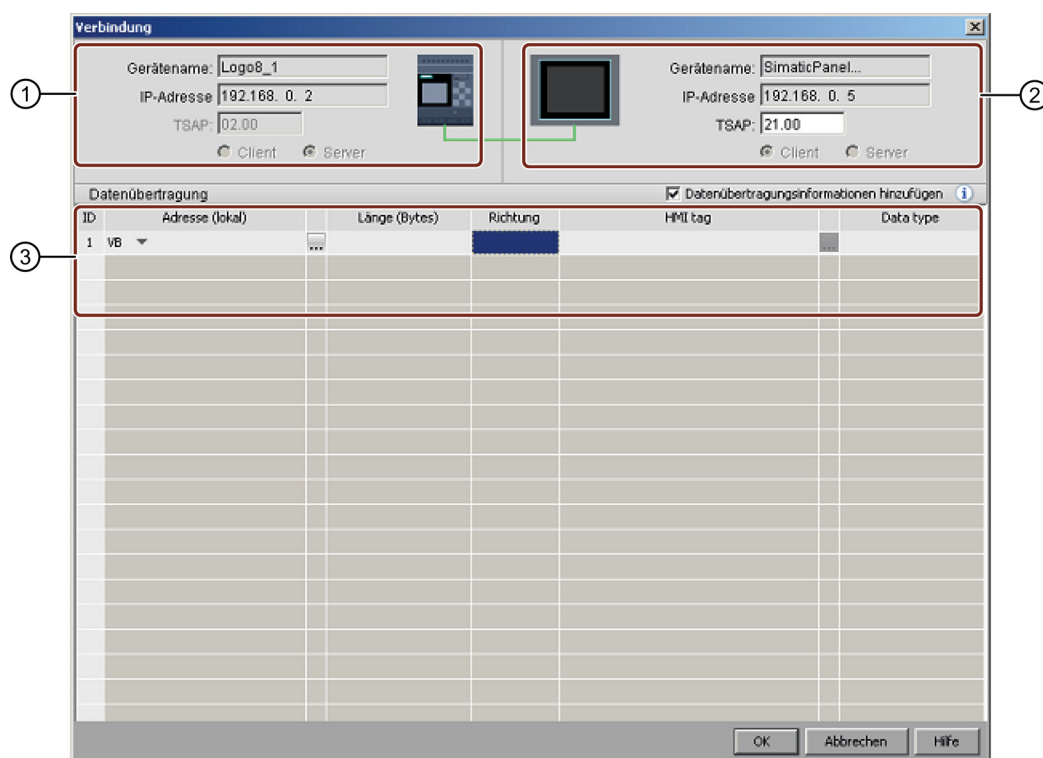 Verbindung
Gerätename: Logo8_1
IP-Adresse 192.168. 0. 2
TSAP: 02.00
Client Server
Gerätename: SimaticPanel...
IP-Adresse 192.168. 0. 5
TSAP: 21.00
Client Server
1
2
Datenübertragung
Datenübertragungsinformationen hinzufügen i
ID Adresse (lokal) Länge (Bytes) Richtung HMI tag Data type
1 VB ... ...
3
OK Abbrechen Hilfe